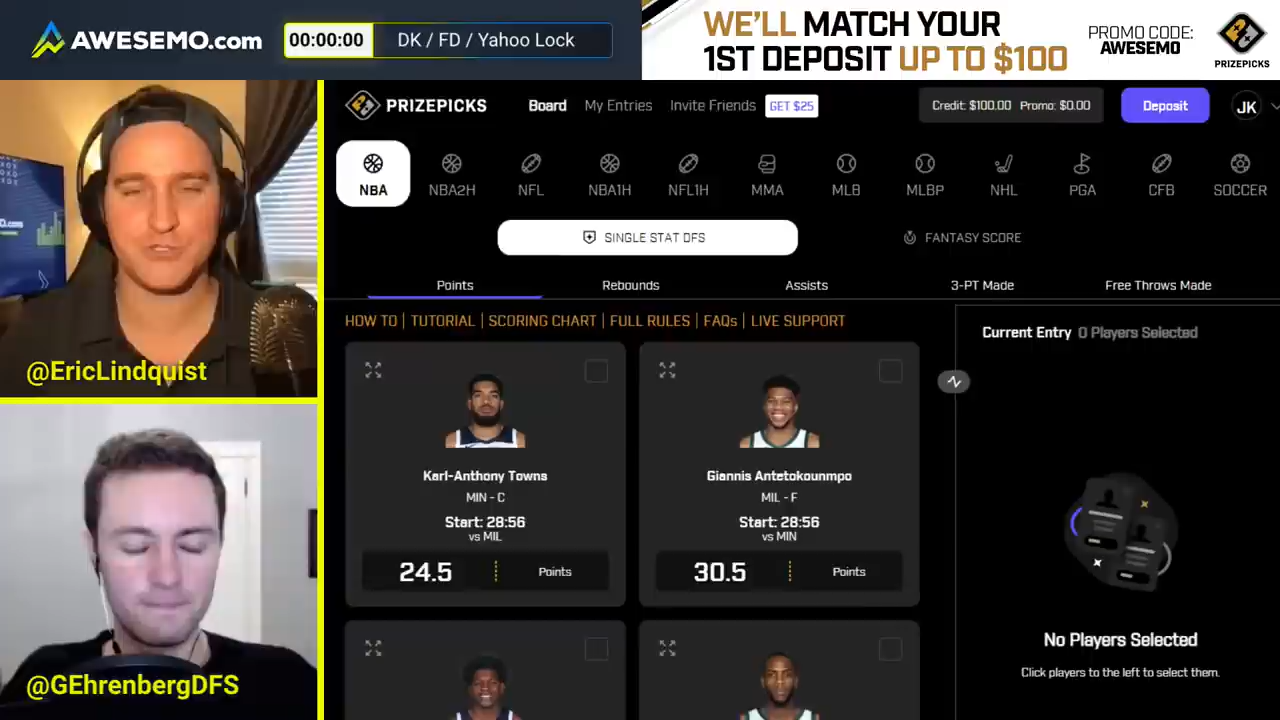 AWESEMO.com
00:00:00
DK / FD / Yahoo Lock
WE'LL MATCH YOUR
1ST DEPOSIT UP TO $100
PROMO CODE:
AWESEMO
PRIZEPICKS
PRIZEPICKS
Board
My Entries
Invite Friends
GET $25
Credit: $100.00 Promo: $0.00
Deposit
JK
NBA
NBA2H
NFL
NBA1H
NFL1H
MMA
MLB
MLBP
NHL
PGA
CFB
SOCCER
SINGLE STAT DFS
FANTASY SCORE
Points
Rebounds
Assists
3-PT Made
Free Throws Made
HOW TO | TUTORIAL | SCORING CHART | FULL RULES | FAQs | LIVE SUPPORT
Karl-Anthony Towns
MIN - C
Start: 28:56
vs MIL
24.5
Points
Giannis Antetokounmpo
MIL - F
Start: 28:56
vs MIN
30.5
Points
Current Entry 0 Players Selected
No Players Selected
Click players to the left to select them.
@EricLindquist
@GEhrenbergDFS